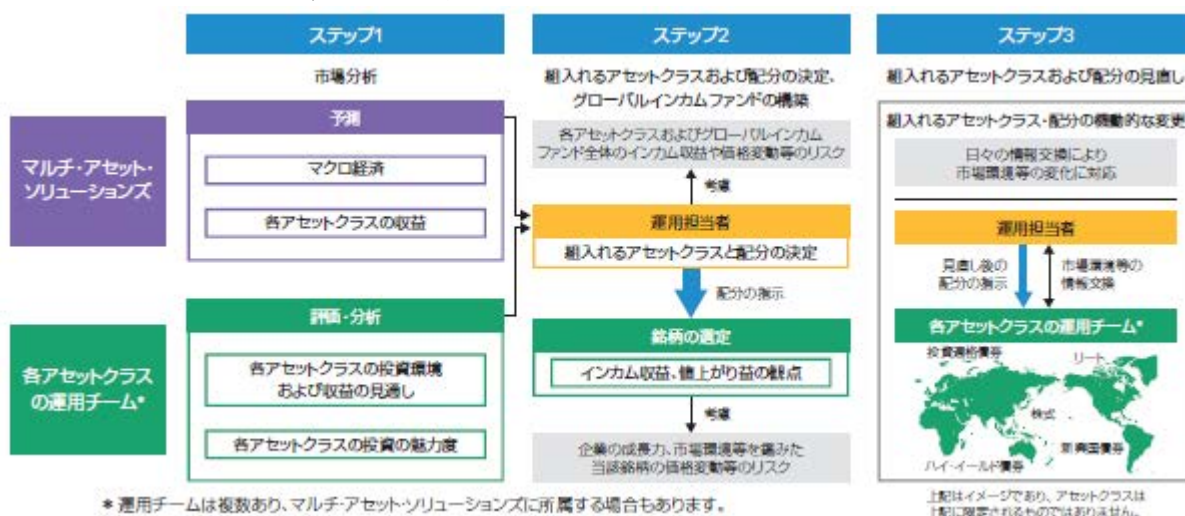 ステップ1
ステップ2
ステップ3
市場分析
組入れるアセットクラスおよび配分の決定、
グローバルインカムファンドの構築
組入れるアセットクラスおよび配分の見直し
マルチ・アセット・
ソリューションズ
予測
マクロ経済
各アセットクラスの収益
各アセットクラスおよびグローバルインカム
ファンド全体のインカム収益や価格変動等のリスク
考慮
運用担当者
組入れるアセットクラスと配分の決定
配分の指示
組入れるアセットクラス・配分の機動的な変更
日々の情報交換により
市場環境等の変化に対応
運用担当者
見直し後の
配分の指示
市場環境等の
情報交換
各アセットクラス
の運用チーム*
評価・分析
各アセットクラスの投資環境
および収益の見通し
各アセットクラスの投資の魅力度
銘柄の選定
インカム収益、値上がり益の観点
考慮
企業の成長力、市場環境等を鑑みた
当該銘柄の価格変動等のリスク
各アセットクラスの運用チーム*
投資適格債券
リート
株式
新興国債券
ハイ・イールド債券
* 運用チームは複数あり、マルチ・アセット・ソリューションズに所属する場合もあります。
上記はイメージであり、アセットクラスは
上記に限定されるものではありません。